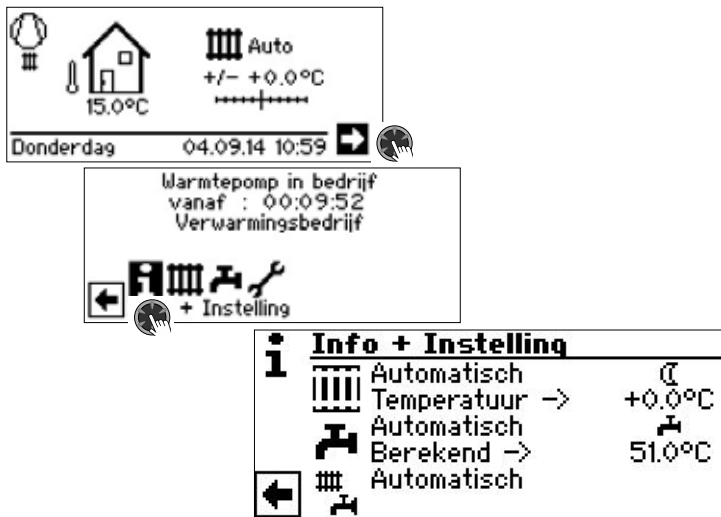 Auto
+/- +0.0°C
15.0°C
Donderdag 04.09.14 10:59
Warmtepomp in bedrijf
vanaf : 00:09:52
Verwarmingsbedrijf
+ Instelling
i Info + Instelling
Automatisch
Temperatuur -> +0.0°C
Automatisch
Berekend -> 51.0°C
Automatisch